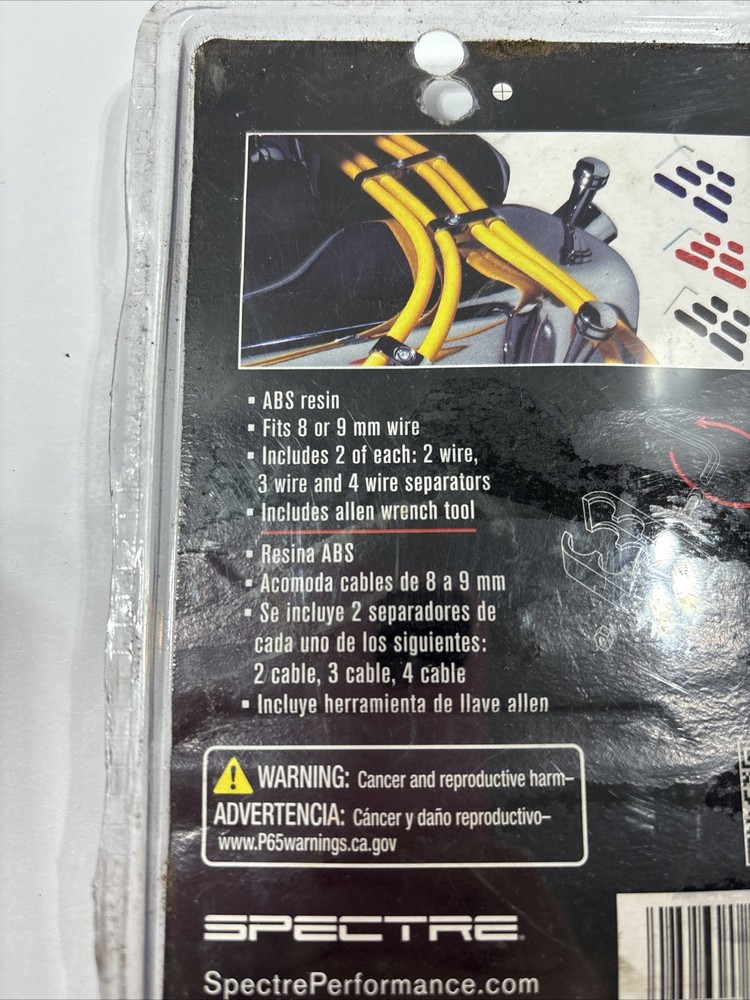 ▪ ABS resin
▪ Fits 8 or 9 mm wire
▪ Includes 2 of each: 2 wire,
3 wire and 4 wire separators
▪ Includes allen wrench tool
▪ Resina ABS
▪ Acomoda cables de 8 a 9 mm
▪ Se incluye 2 separadores de
cada uno de los siguientes:
2 cable, 3 cable, 4 cable
▪ Incluye herramienta de llave allen
WARNING: Cancer and reproductive harm–
ADVERTENCIA: Cáncer y daño reproductivo–
www.P65warnings.ca.gov
SPECTRE
SpectrePerformance.com